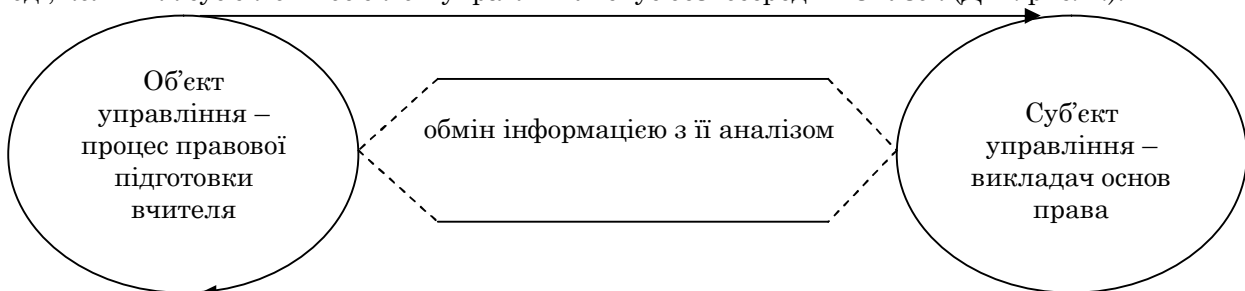 Об’єкт
управління –
процес правової
підготовки
вчителя
обмін інформацією з її аналізом
Суб’єкт
управління –
викладач основ
права